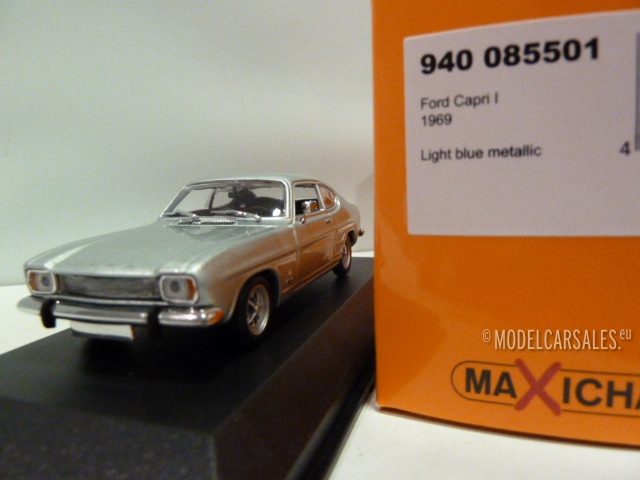 940 085501
Ford Capri I
1969
Light blue metallic
4
© MODELCARSALES.eu
MAXICHA